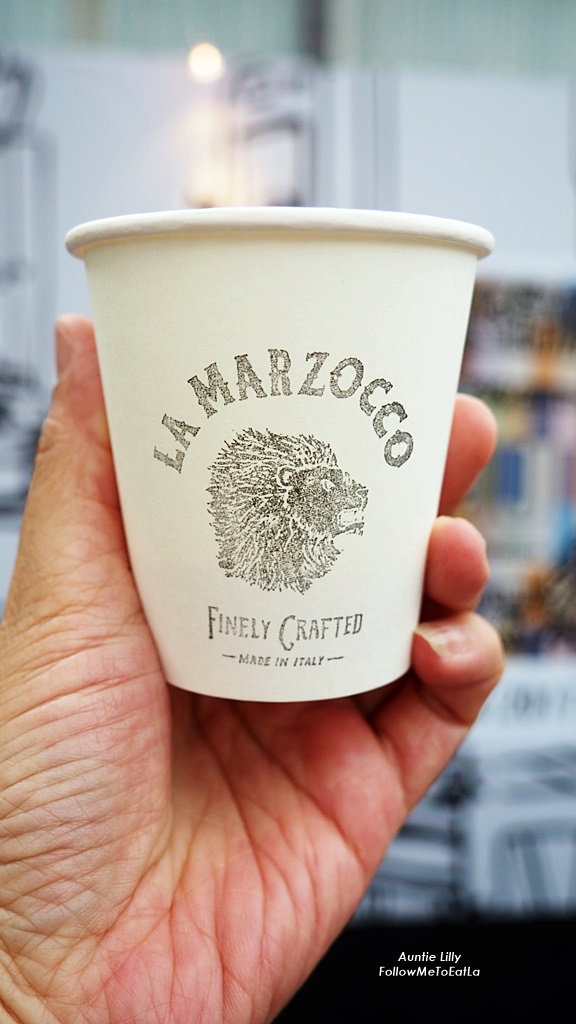 LA MARZOCCO
FINELY CRAFTED
MADE IN ITALY
Auntie Lilly
FollowMeToEatLa